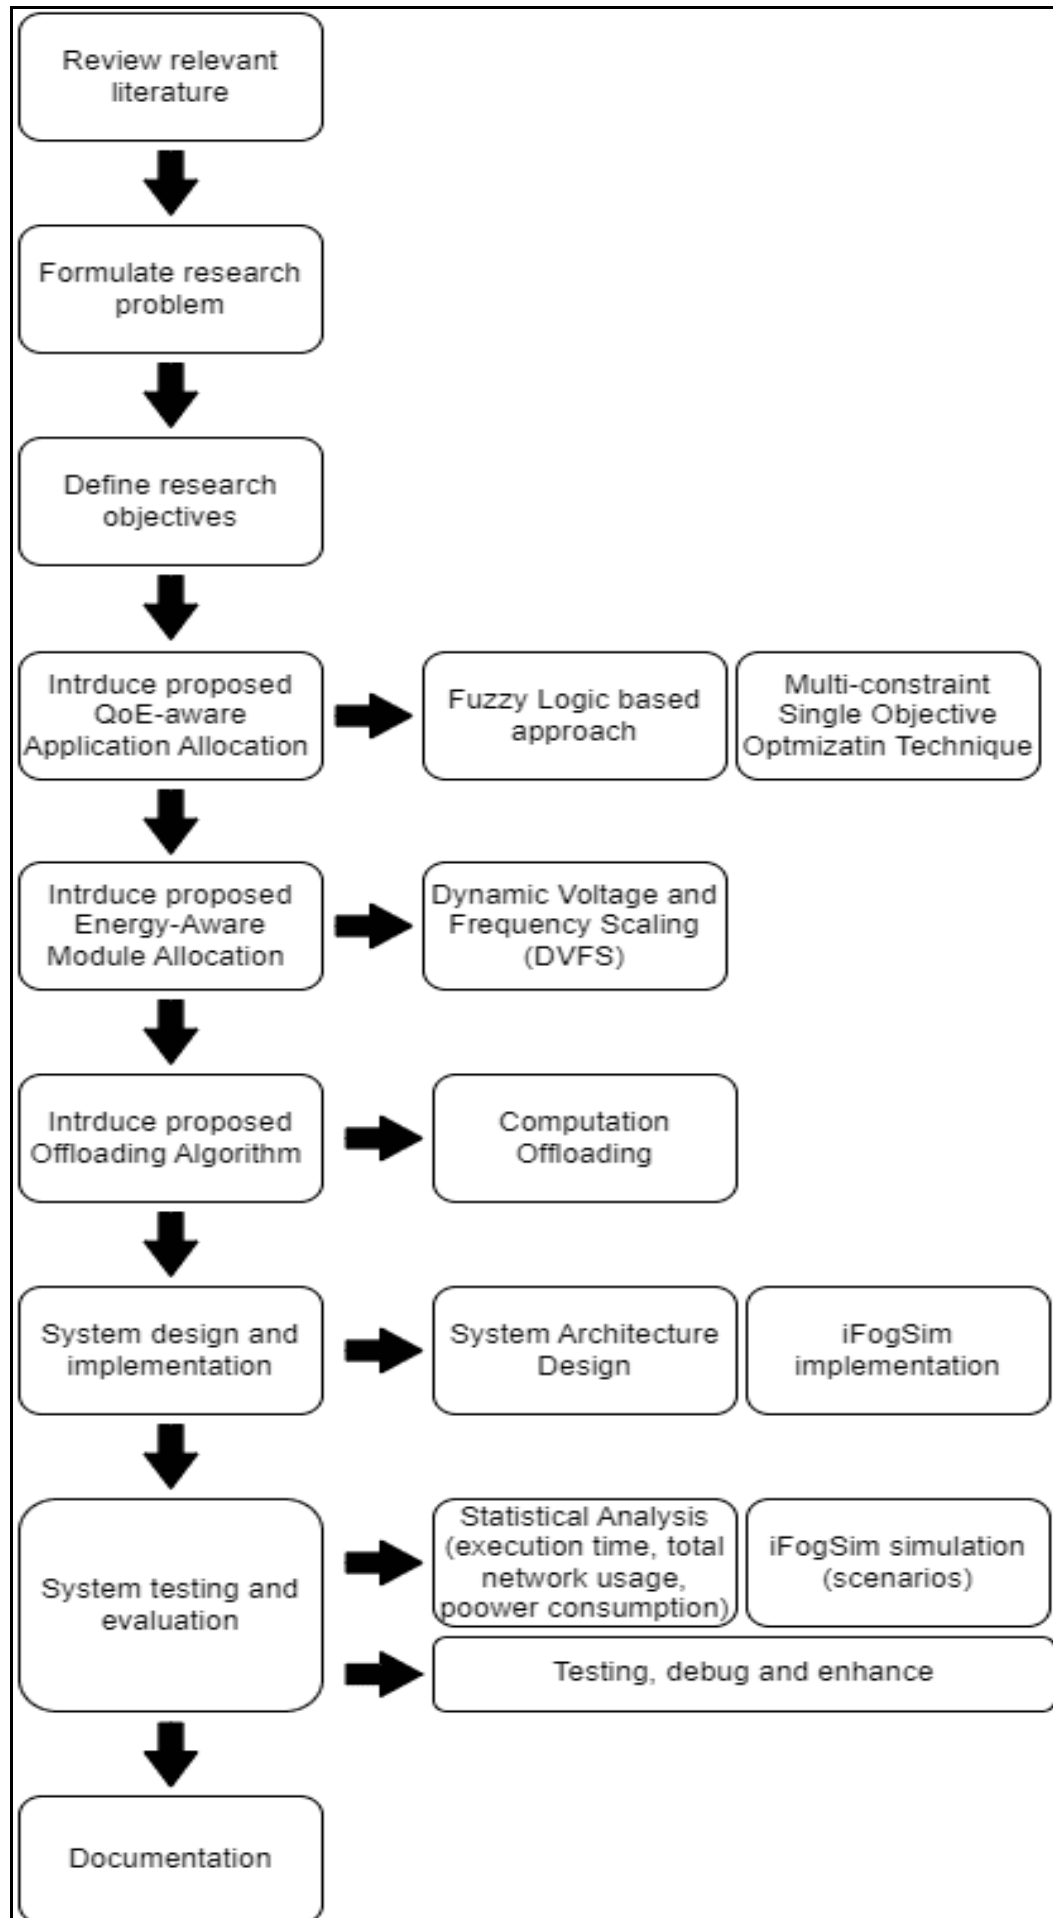 Review relevant
literature
Formulate research
problem
Define research
objectives
Intrduce proposed
QoE-aware
Application Allocation
Fuzzy Logic based
approach
Multi-constraint
Single Objective
Optmizatin Technique
Intrduce proposed
Energy-Aware
Module Allocation
Dynamic Voltage and
Frequency Scaling
(DVFS)
Intrduce proposed
Offloading Algorithm
Computation
Offloading
System design and
implementation
System Architecture
Design
iFogSim
implementation
System testing and
evaluation
Statistical Analysis
(execution time, total
network usage,
poower consumption)
iFogSim simulation
(scenarios)
Testing, debug and enhance
Documentation